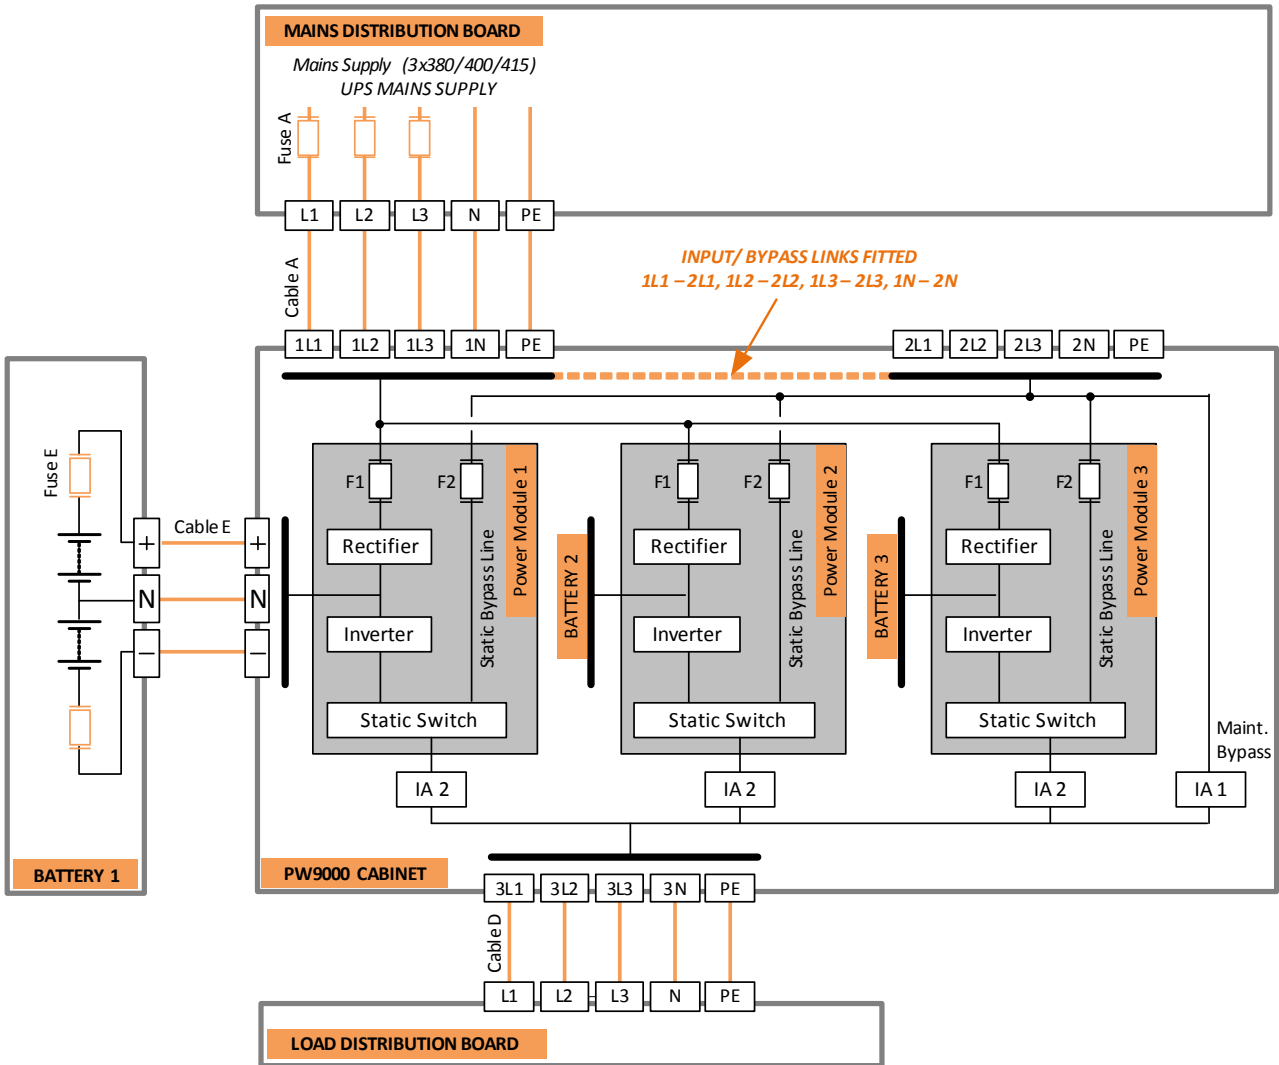 MAINS DISTRIBUTION BOARD
Mains Supply (3x380/400/415)
UPS MAINS SUPPLY
Fuse A
L1 L2 L3 N PE
Cable A
INPUT/ BYPASS LINKS FITTED
1L1 – 2L1, 1L2 – 2L2, 1L3 – 2L3, 1N – 2N
1L1 1L2 1L3 1N PE
2L1 2L2 2L3 2N PE
Fuse E
Cable E
+ +
N N
– –
BATTERY 1
F1 F2
Power Module 1
Rectifier
Static Bypass Line
Inverter
Static Switch
IA 2
BATTERY 2
F1 F2
Power Module 2
Rectifier
Static Bypass Line
Inverter
Static Switch
IA 2
BATTERY 3
F1 F2
Power Module 3
Rectifier
Static Bypass Line
Inverter
Static Switch
IA 2
Maint.
Bypass
IA 1
PW9000 CABINET
3L1 3L2 3L3 3N PE
Cable D
L1 L2 L3 N PE
LOAD DISTRIBUTION BOARD